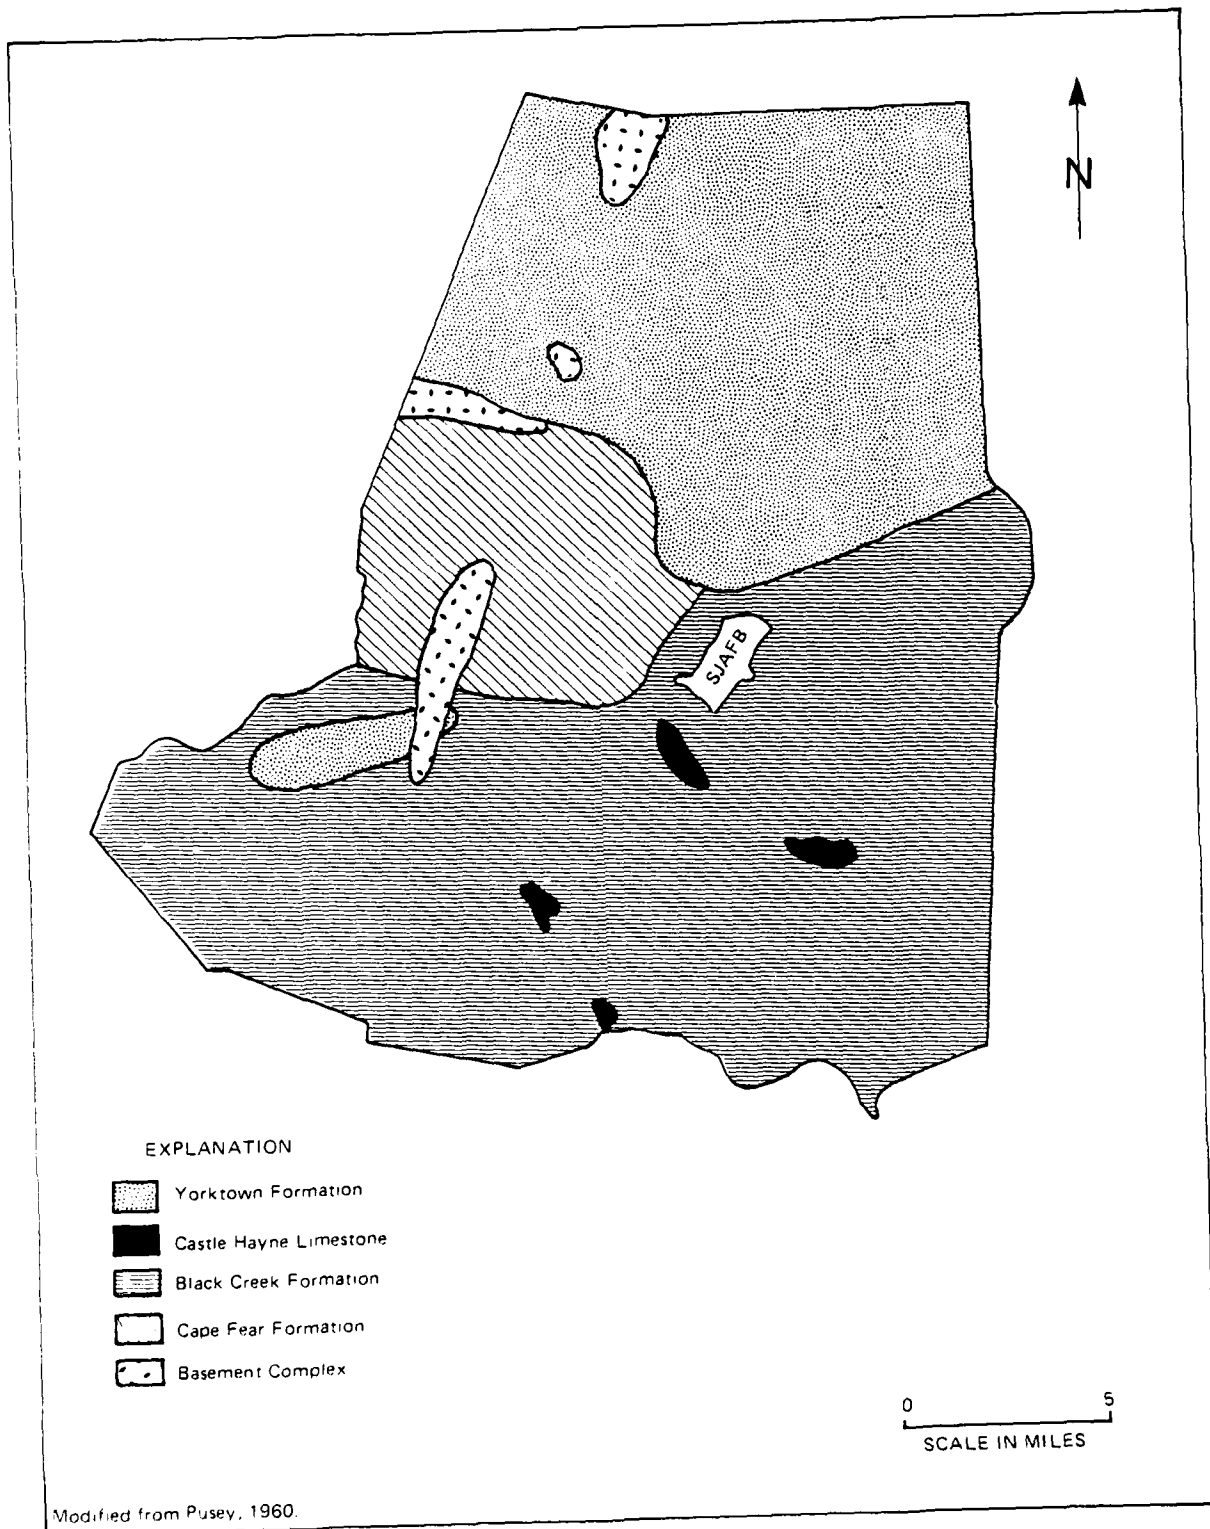 N
SJAFB
EXPLANATION
Yorktown Formation
Castle Hayne Limestone
Black Creek Formation
Cape Fear Formation
Basement Complex
0 5
SCALE IN MILES
Modified from Pusey, 1960.